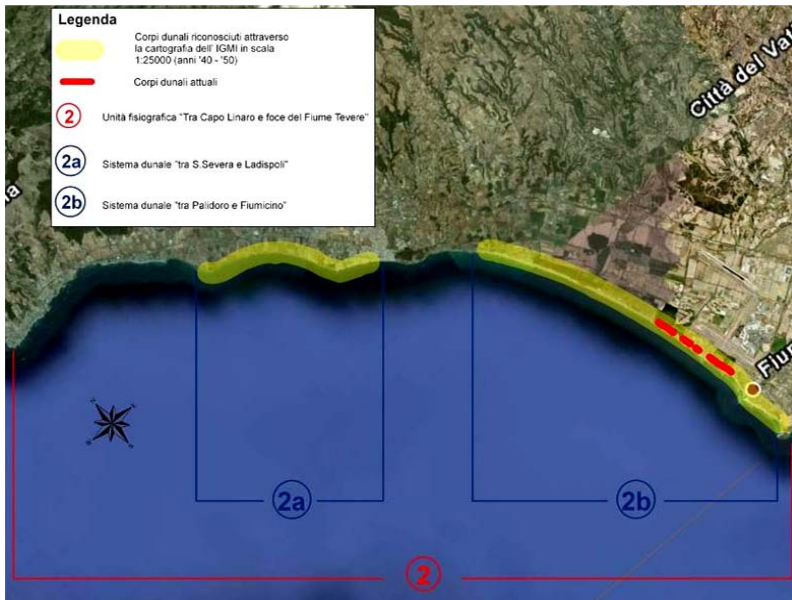 Legenda
Corpi dunali riconosciuti attraverso
la cartografia dell' IGMI in scala
1:25000 (anni '40 - '50)
Corpi dunali attuali
2
Unità fisiografica "Tra Capo Linaro e foce del Fiume Tevere"
2a
Sistema dunale "tra S.Severa e Ladispoli"
2b
Sistema dunale "tra Palidoro e Fiumicino"
Città del Vati
Fium
2a
2b
2